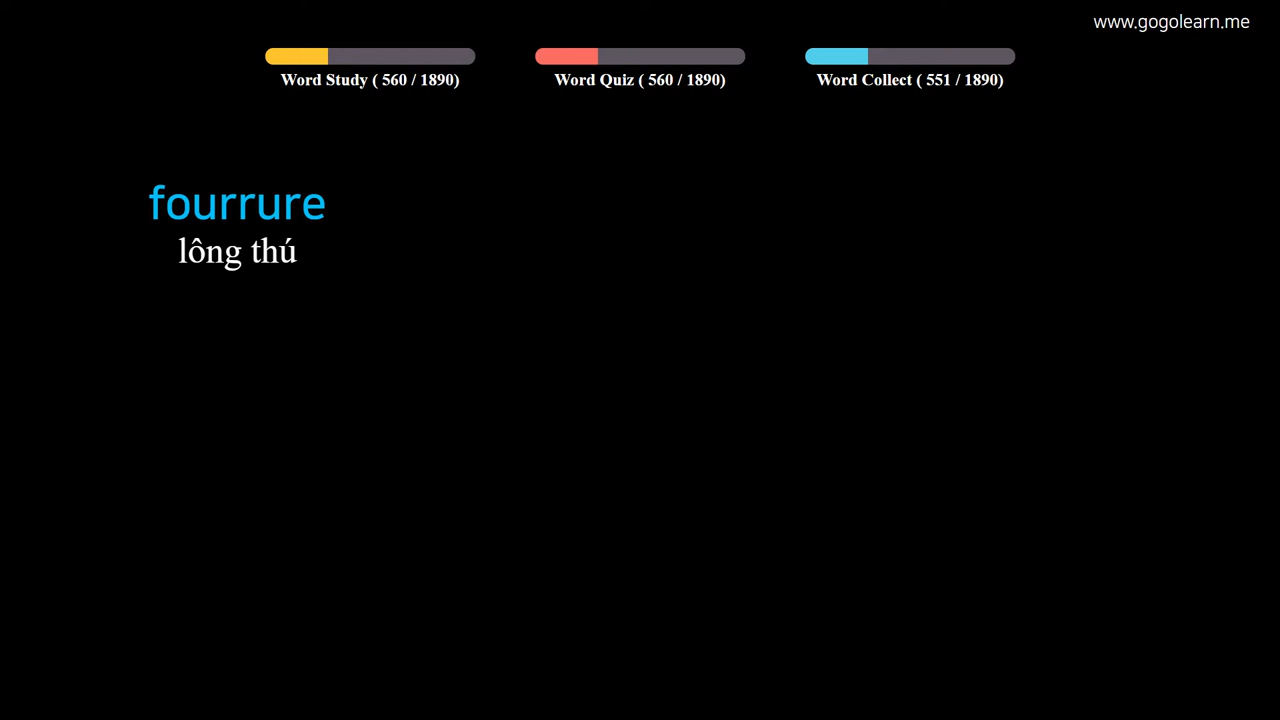 www.gogolearn.me
Word Study ( 560 / 1890)
Word Quiz ( 560 / 1890)
Word Collect ( 551 / 1890)
fourrure
lông thú